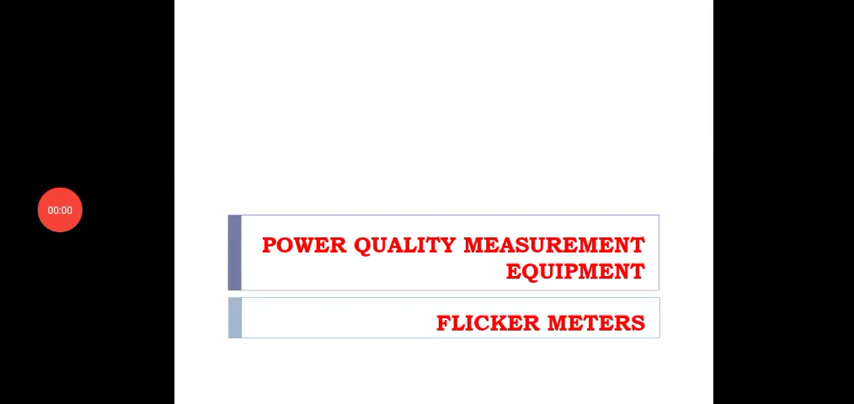 POWER QUALITY MEASUREMENT
EQUIPMENT
FLICKER METERS
00:00